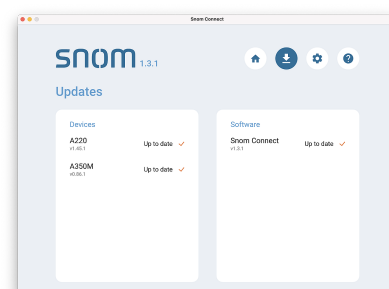 Snom Connect
snom 1.3.1
Updates
Devices
A220
v1.45.1
Up to date
A350M
v0.86.1
Up to date
Software
Snom Connect
v1.3.1
Up to date